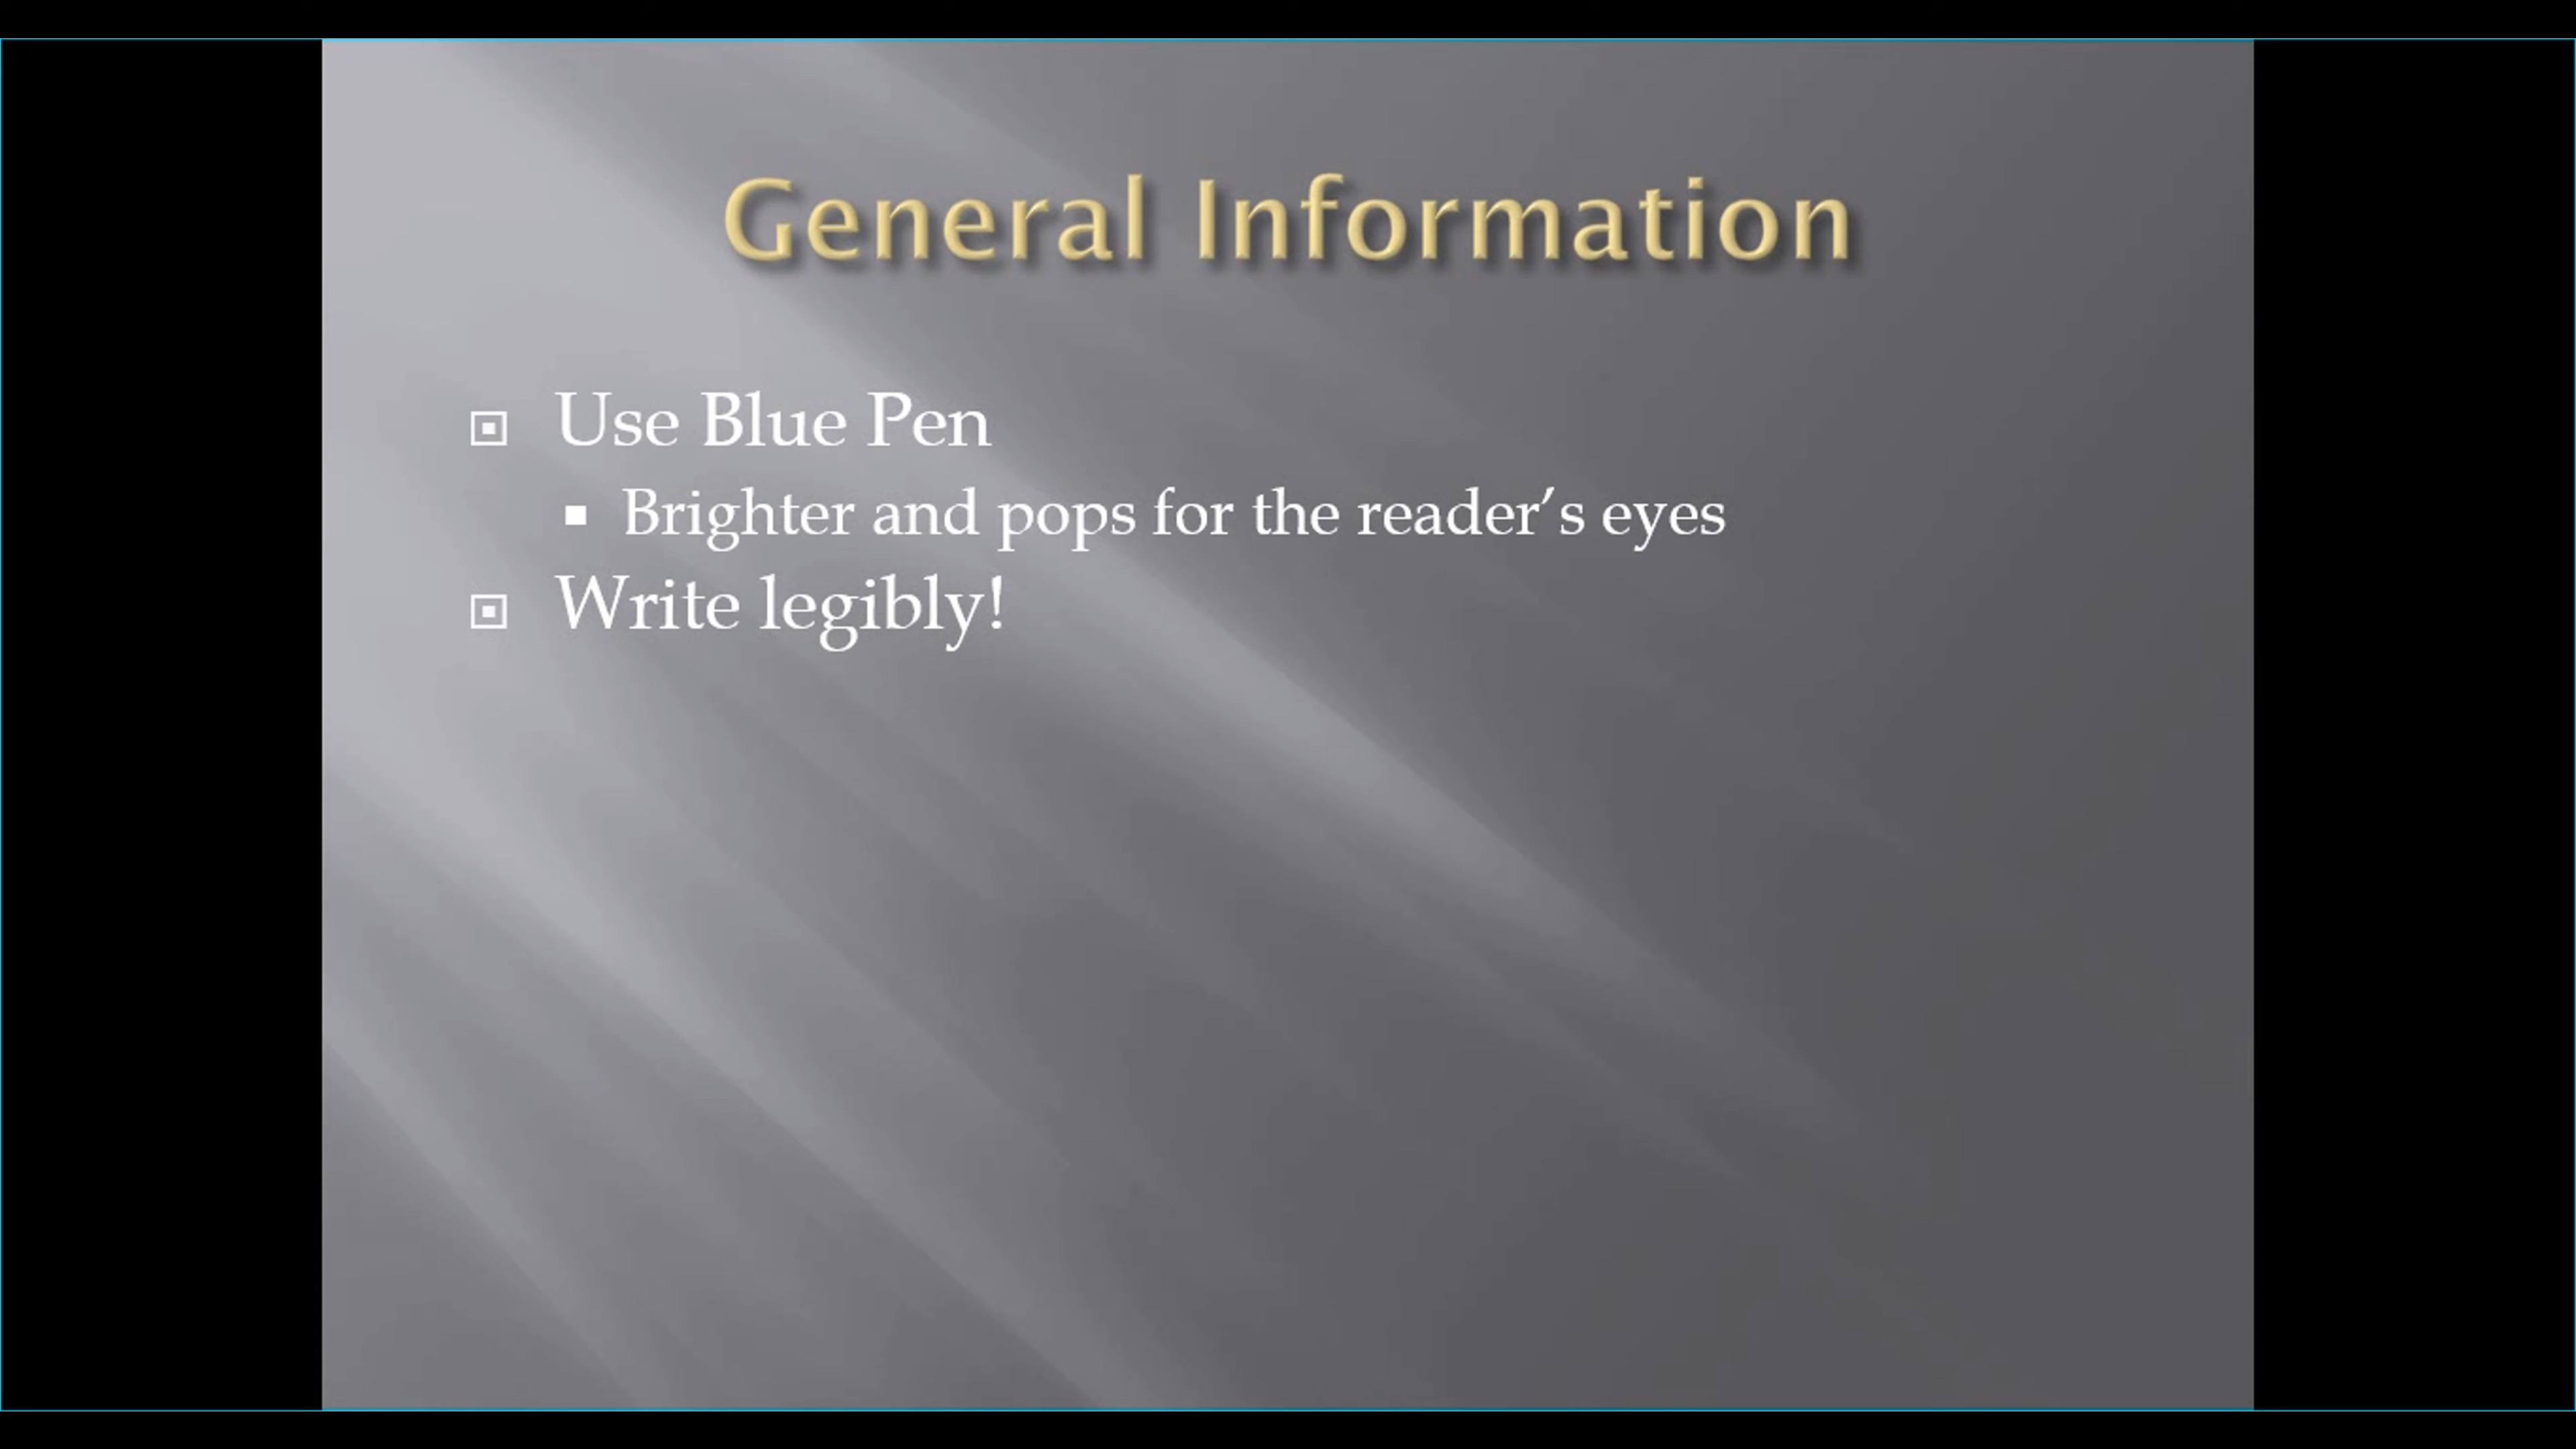 General Information
Use Blue Pen
Brighter and pops for the reader’s eyes
Write legibly!